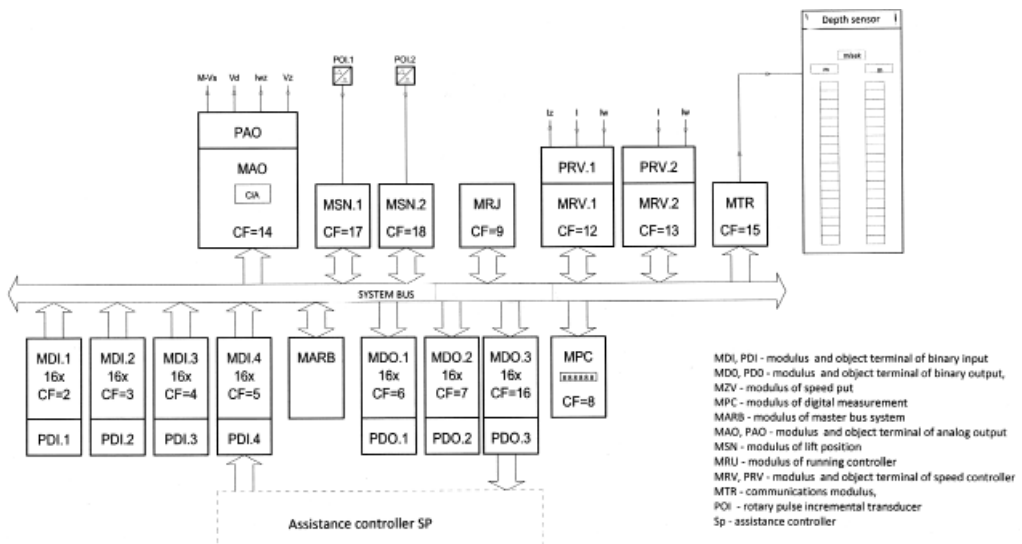 Depth sensor
POI.1
POI.2
M-Vs
Vd
Iwz
Vz
m
m
Iz
I
Iw
I
Iw
PAO
MAO
C/A
CF=14
MSN.1
CF=17
MSN.2
CF=18
MRJ
CF=9
PRV.1
MRV.1
CF=12
PRV.2
MRV.2
CF=13
MTR
CF=15
SYSTEM BUS
MDI.1
16x
CF=2
PDI.1
MDI.2
16x
CF=3
PDI.2
MDI.3
16x
CF=4
PDI.3
MDI.4
16x
CF=5
PDI.4
MARB
MDO.1
16x
CF=6
PDO.1
MDO.2
16x
CF=7
PDO.2
MDO.3
16x
CF=16
PDO.3
MPC
CF=8
Assistance controller SP
MDI, PDI - modulus and object terminal of binary input
MD0, PD0 - modulus and object terminal of binary output,
MZV - modulus of speed put
MPC - modulus of digital measurement
MARB - modulus of master bus system
MAO, PAO - modulus and object terminal of analog output
MSN - modulus of lift position
MRU - modulus of running controller
MRV, PRV - modulus and object terminal of speed controller
MTR - communications modulus,
POI - rotary pulse incremental transducer
Sp - assistance controller